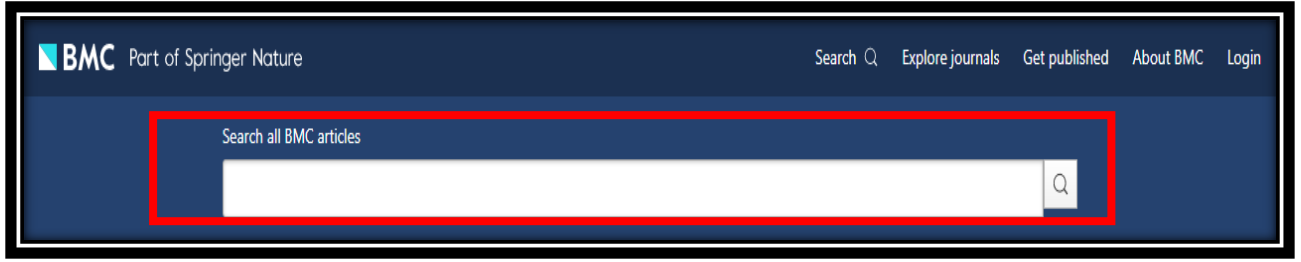 BMC Part of Springer Nature
Search Explore journals Get published About BMC Login
Search all BMC articles